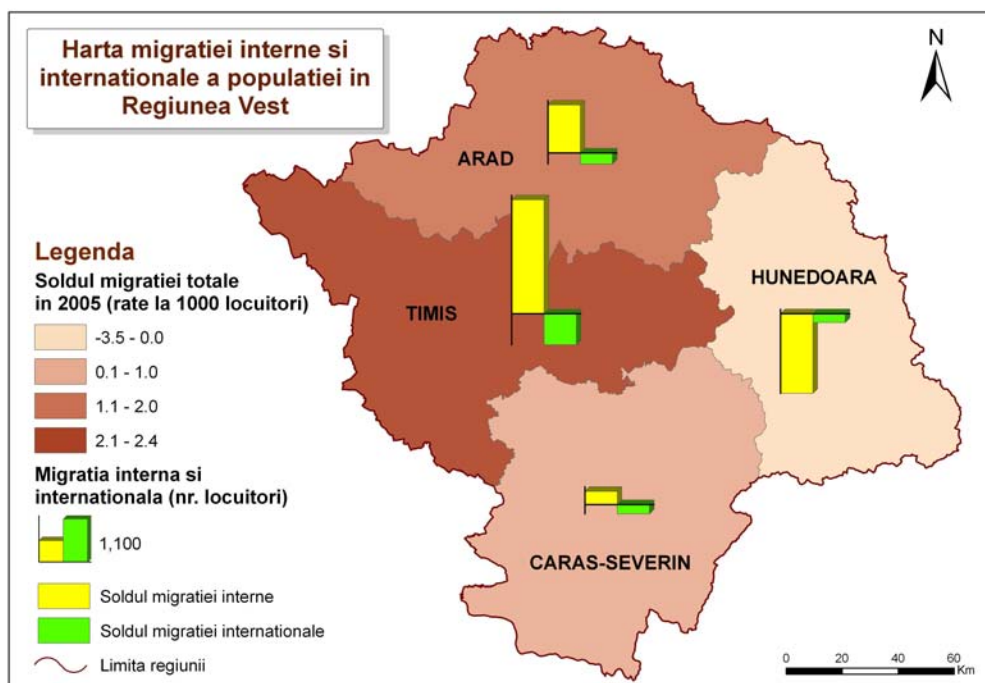 Harta migratiei interne si
internationale a populatiei in
Regiunea Vest
N
ARAD
TIMIS
HUNEDOARA
CARAS-SEVERIN
Legenda
Soldul migratiei totale
in 2005 (rate la 1000 locuitori)
-3.5 - 0.0
0.1 - 1.0
1.1 - 2.0
2.1 - 2.4
Migratia interna si
internationala (nr. locuitori)
1,100
Soldul migratiei interne
Soldul migratiei internationale
Limita regiunii
0 20 40 60
Km